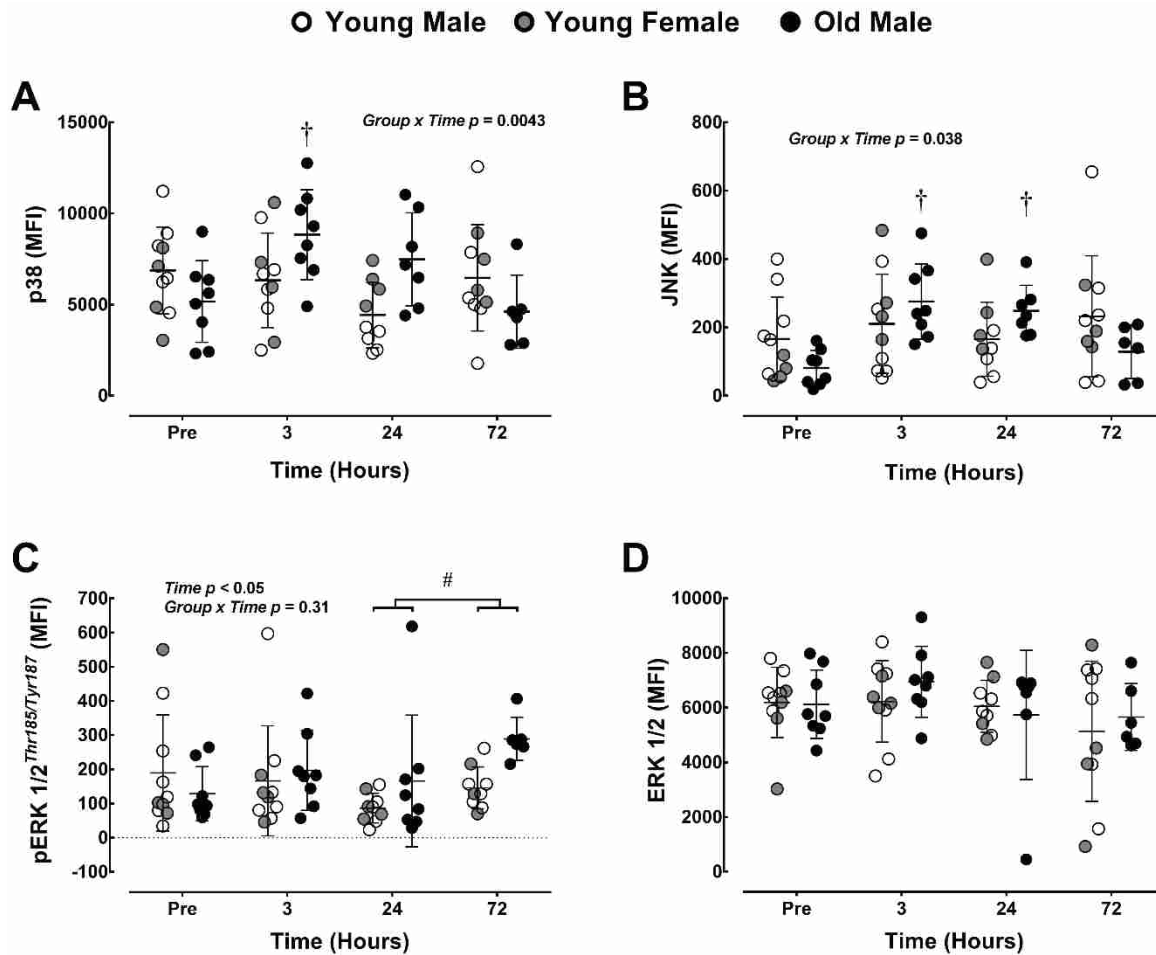 Young Male Young Female Old Male
A
p38 (MFI)
15000
10000
5000
0
Group x Time p = 0.0043
†
Pre 3 24 72
Time (Hours)
B
JNK (MFI)
800
600
400
200
0
Group x Time p = 0.038
† †
Pre 3 24 72
Time (Hours)
C
pERK 1/2Thr185/Tyr187 (MFI)
700
600
500
400
300
200
100
0
-100
Time p < 0.05
Group x Time p = 0.31
#
Pre 3 24 72
Time (Hours)
D
ERK 1/2 (MFI)
10000
8000
6000
4000
2000
0
Pre 3 24 72
Time (Hours)